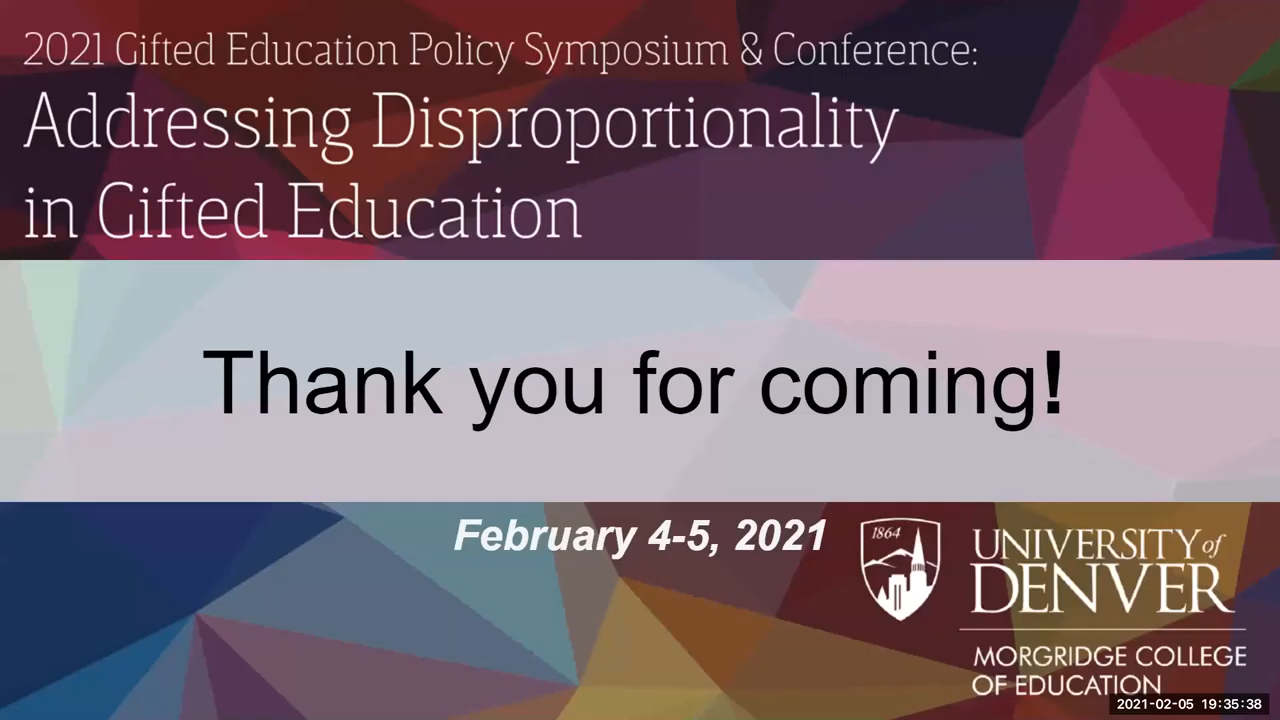 2021 Gifted Education Policy Symposium & Conference:
Addressing Disproportionality
in Gifted Education
Thank you for coming!
February 4-5, 2021
1864
UNIVERSITY of
DENVER
MORGRIDGE COLLEGE
OF EDUCATION
2021-02-05 19:35:38